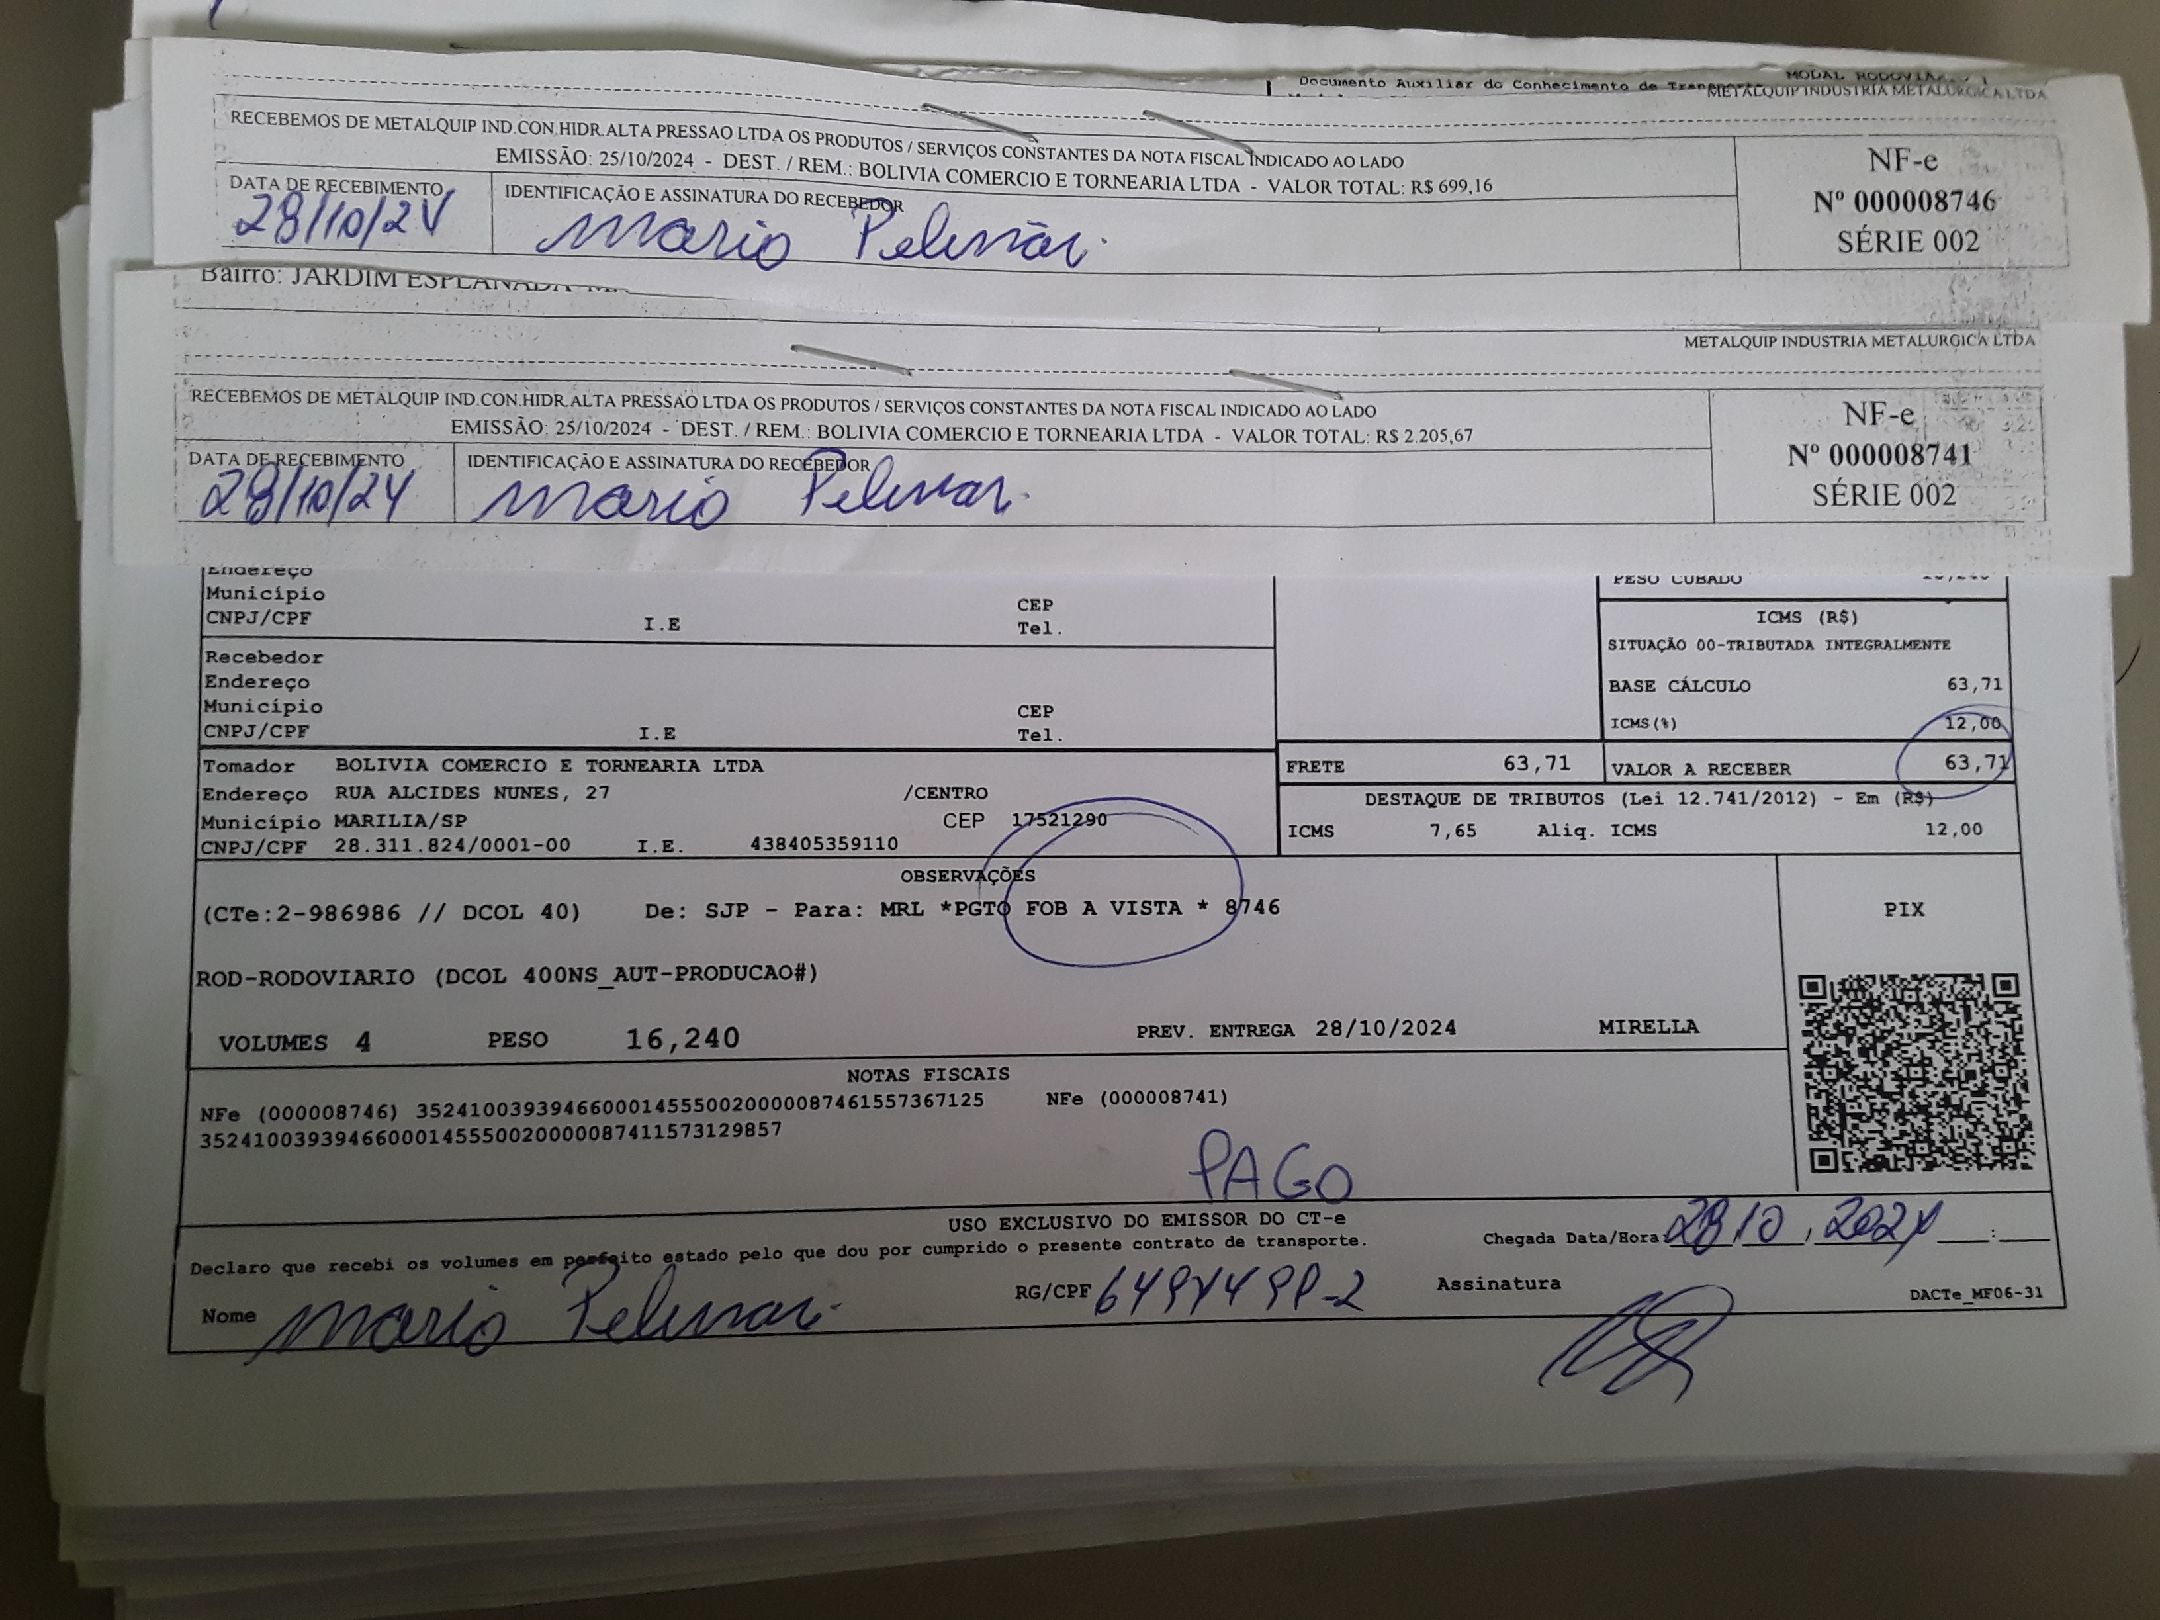 Documento Auxiliar do Conhecimento de Transporte MODAL RODOVIÁRIO
METALQUIP INDUSTRIA METALURGICA LTDA
RECEBEMOS DE METALQUIP IND.CON.HIDR.ALTA PRESSAO LTDA OS PRODUTOS / SERVIÇOS CONSTANTES DA NOTA FISCAL INDICADO AO LADO
EMISSÃO: 25/10/2024 - DEST. / REM.: BOLIVIA COMERCIO E TORNEARIA LTDA - VALOR TOTAL: R$ 699,16
NF-e
Nº 000008746
SÉRIE 002
DATA DE RECEBIMENTO
28/10/24
IDENTIFICAÇÃO E ASSINATURA DO RECEBEDOR
Mario
Bairro: JARDIM ESPLANADA
METALQUIP INDUSTRIA METALURGICA LTDA
RECEBEMOS DE METALQUIP IND.CON.HIDR.ALTA PRESSAO LTDA OS PRODUTOS / SERVIÇOS CONSTANTES DA NOTA FISCAL INDICADO AO LADO
EMISSÃO: 25/10/2024 - DEST. / REM.: BOLIVIA COMERCIO E TORNEARIA LTDA - VALOR TOTAL: R$ 2.205,67
NF-e
Nº 000008741
SÉRIE 002
DATA DE RECEBIMENTO
28/10/24
IDENTIFICAÇÃO E ASSINATURA DO RECEBEDOR
Mario
Endereço
Município CEP
CNPJ/CPF I.E Tel.
Recebedor
Endereço
Município CEP
CNPJ/CPF I.E Tel.
PESO CUBADO
ICMS (R$)
SITUAÇÃO 00-TRIBUTADA INTEGRALMENTE
BASE CÁLCULO 63,71
ICMS(%) 12,00
Tomador BOLIVIA COMERCIO E TORNEARIA LTDA
Endereço RUA ALCIDES NUNES, 27 /CENTRO
Município MARILIA/SP CEP 17521290
CNPJ/CPF 28.311.824/0001-00 I.E. 438405359110
FRETE 63,71 VALOR A RECEBER 63,71
DESTAQUE DE TRIBUTOS (Lei 12.741/2012) - Em (R$)
ICMS 7,65 Aliq. ICMS 12,00
OBSERVAÇÕES
(CTe:2-986986 // DCOL 40) De: SJP - Para: MRL *PGTO FOB A VISTA * 8746
ROD-RODOVIARIO (DCOL 400NS_AUT-PRODUCAO#)
VOLUMES 4 PESO 16,240 PREV. ENTREGA 28/10/2024 MIRELLA
PIX
NOTAS FISCAIS
NFe (000008746) 35241003939466000145550020000087461557367125 NFe (000008741)
35241003939466000145550020000087411573129857
PAGO
USO EXCLUSIVO DO EMISSOR DO CT-e
Declaro que recebi os volumes em perfeito estado pelo que dou por cumprido o presente contrato de transporte.
Chegada Data/Hora: 28/10/2024 :
Nome Mario
RG/CPF
Assinatura
DACTe_MF06-31